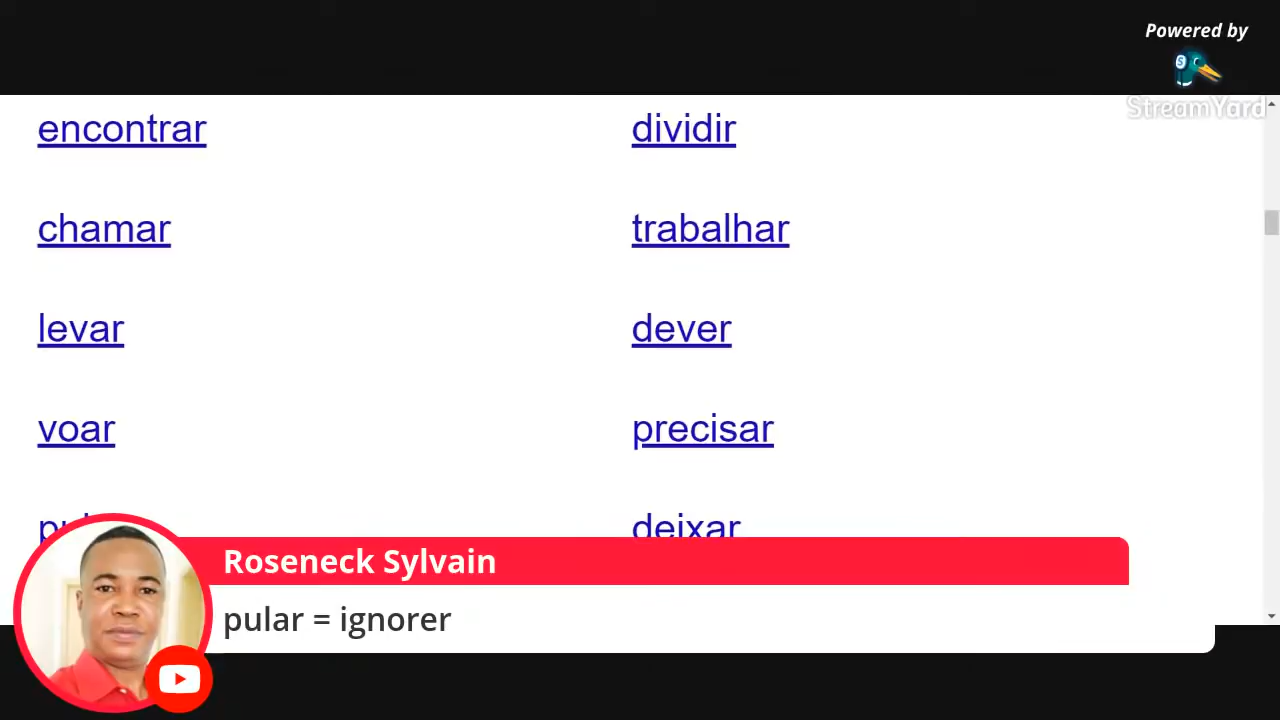 Powered by
StreamYard
encontrar
dividir
chamar
trabalhar
levar
dever
voar
precisar
deixar
Roseneck Sylvain
pular = ignorer